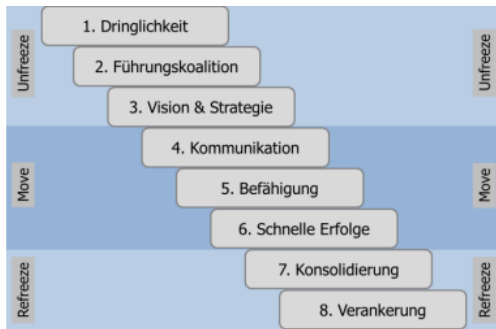 1. Dringlichkeit
2. Führungskoalition
3. Vision & Strategie
Unfreeze
Unfreeze
4. Kommunikation
5. Befähigung
6. Schnelle Erfolge
Move
Move
7. Konsolidierung
8. Verankerung
Refreeze
Refreeze